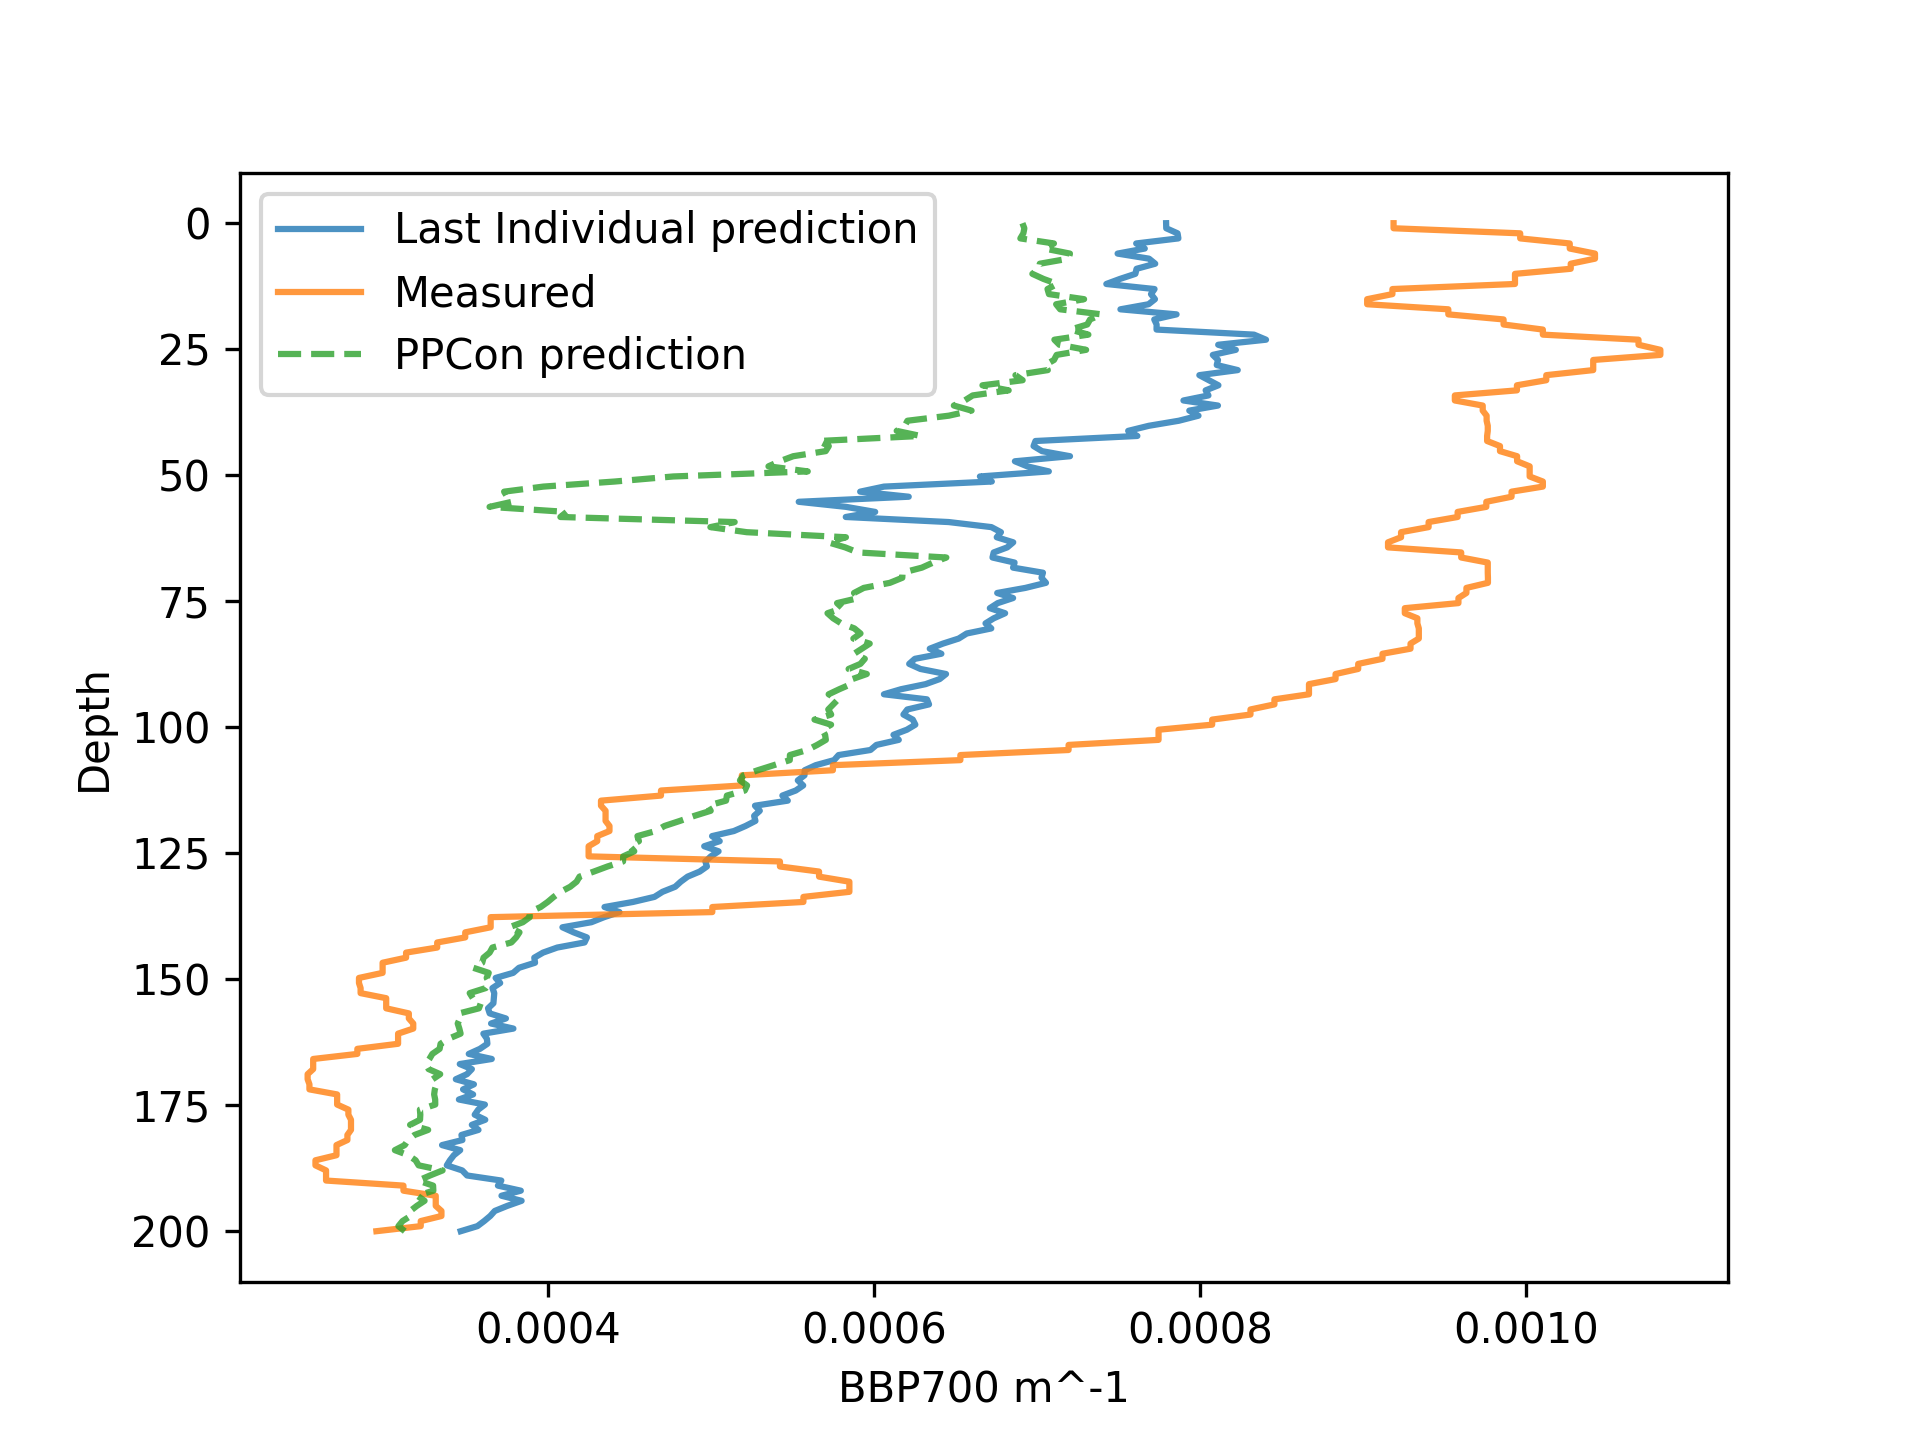 Last Individual prediction
Measured
PPCon prediction
0
25
50
75
100
125
150
175
200
Depth
0.0004 0.0006 0.0008 0.0010
BBP700 m^-1